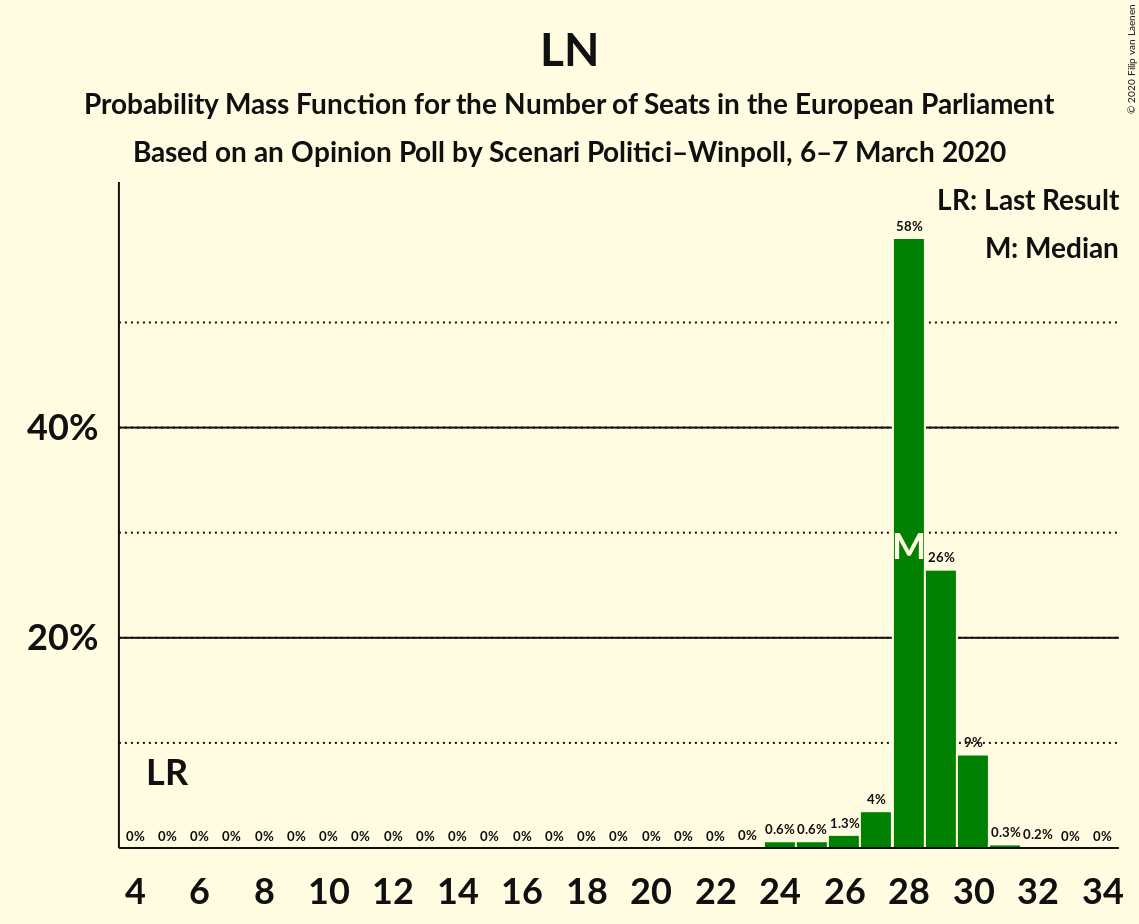 LN
Probability Mass Function for the Number of Seats in the European Parliament
Based on an Opinion Poll by Scenari Politici–Winpoll, 6–7 March 2020
© 2020 Filip van Laenen
LR: Last Result
M: Median
58%
40%
M
26%
20%
9%
LR
4%
0% 0% 0% 0% 0% 0% 0% 0% 0% 0% 0% 0% 0% 0% 0% 0% 0% 0% 0% 0% 0.6% 0.6% 1.3% 0.3% 0.2% 0% 0%
4 6 8 10 12 14 16 18 20 22 24 26 28 30 32 34